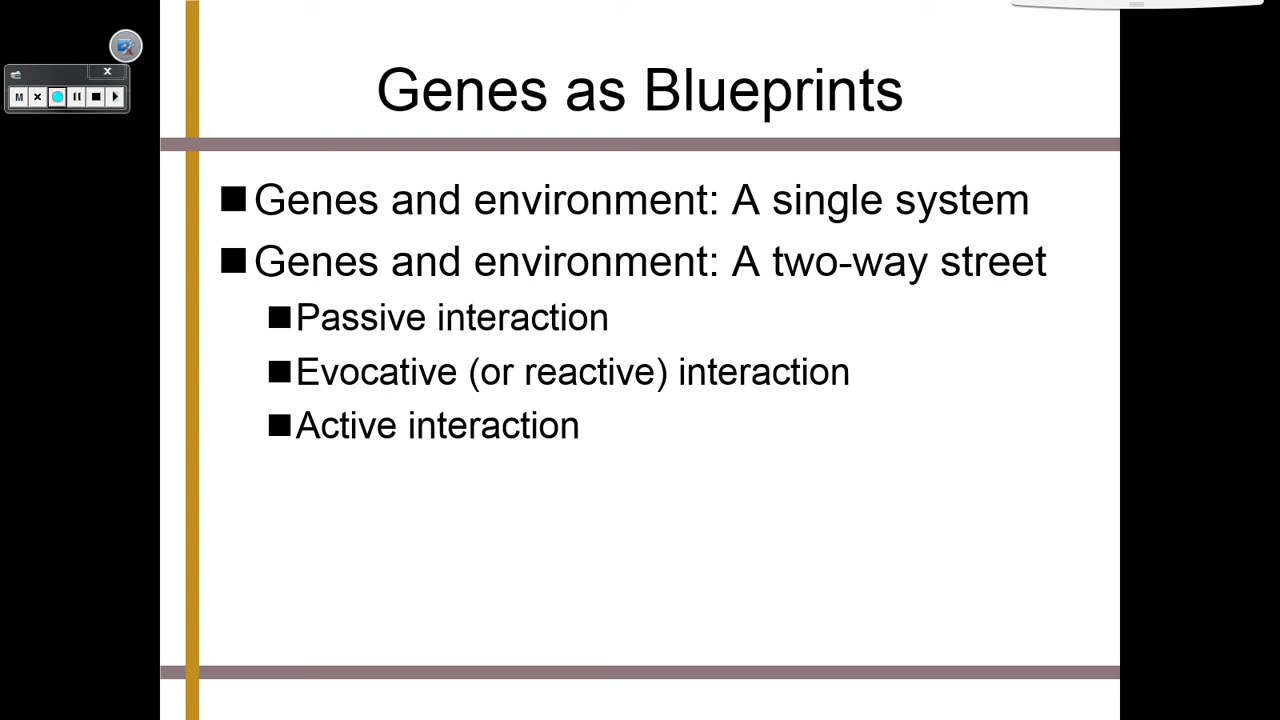 Genes as Blueprints
M
Genes and environment: A single system
Genes and environment: A two-way street
Passive interaction
Evocative (or reactive) interaction
Active interaction